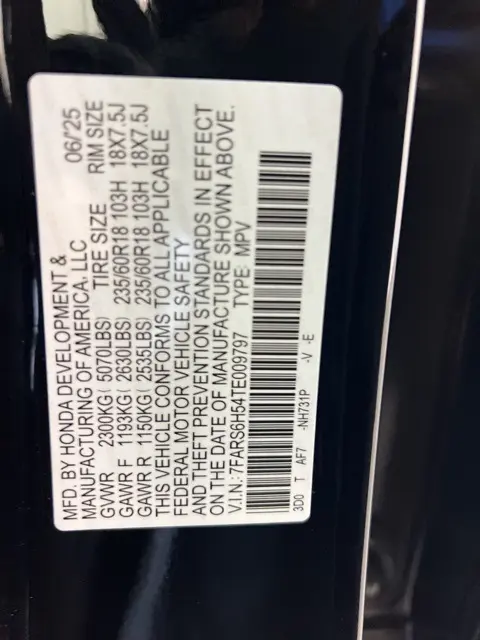 MFD. BY HONDA DEVELOPMENT & 06/'25
MANUFACTURING OF AMERICA, LLC
TIRE SIZE RIM SIZE
GVWR 2300KG( 5070LBS)
GAWR F 1193KG( 2630LBS) 235/60R18 103H 18X7.5J
GAWR R 1150KG( 2535LBS) 235/60R18 103H 18X7.5J
THIS VEHICLE CONFORMS TO ALL APPLICABLE
FEDERAL MOTOR VEHICLE SAFETY
AND THEFT PREVENTION STANDARDS IN EFFECT
ON THE DATE OF MANUFACTURE SHOWN ABOVE.
V.I.N.: 7FARS6H54TE009797 TYPE: MPV
3D0 T AF7 -NH731P -V -E